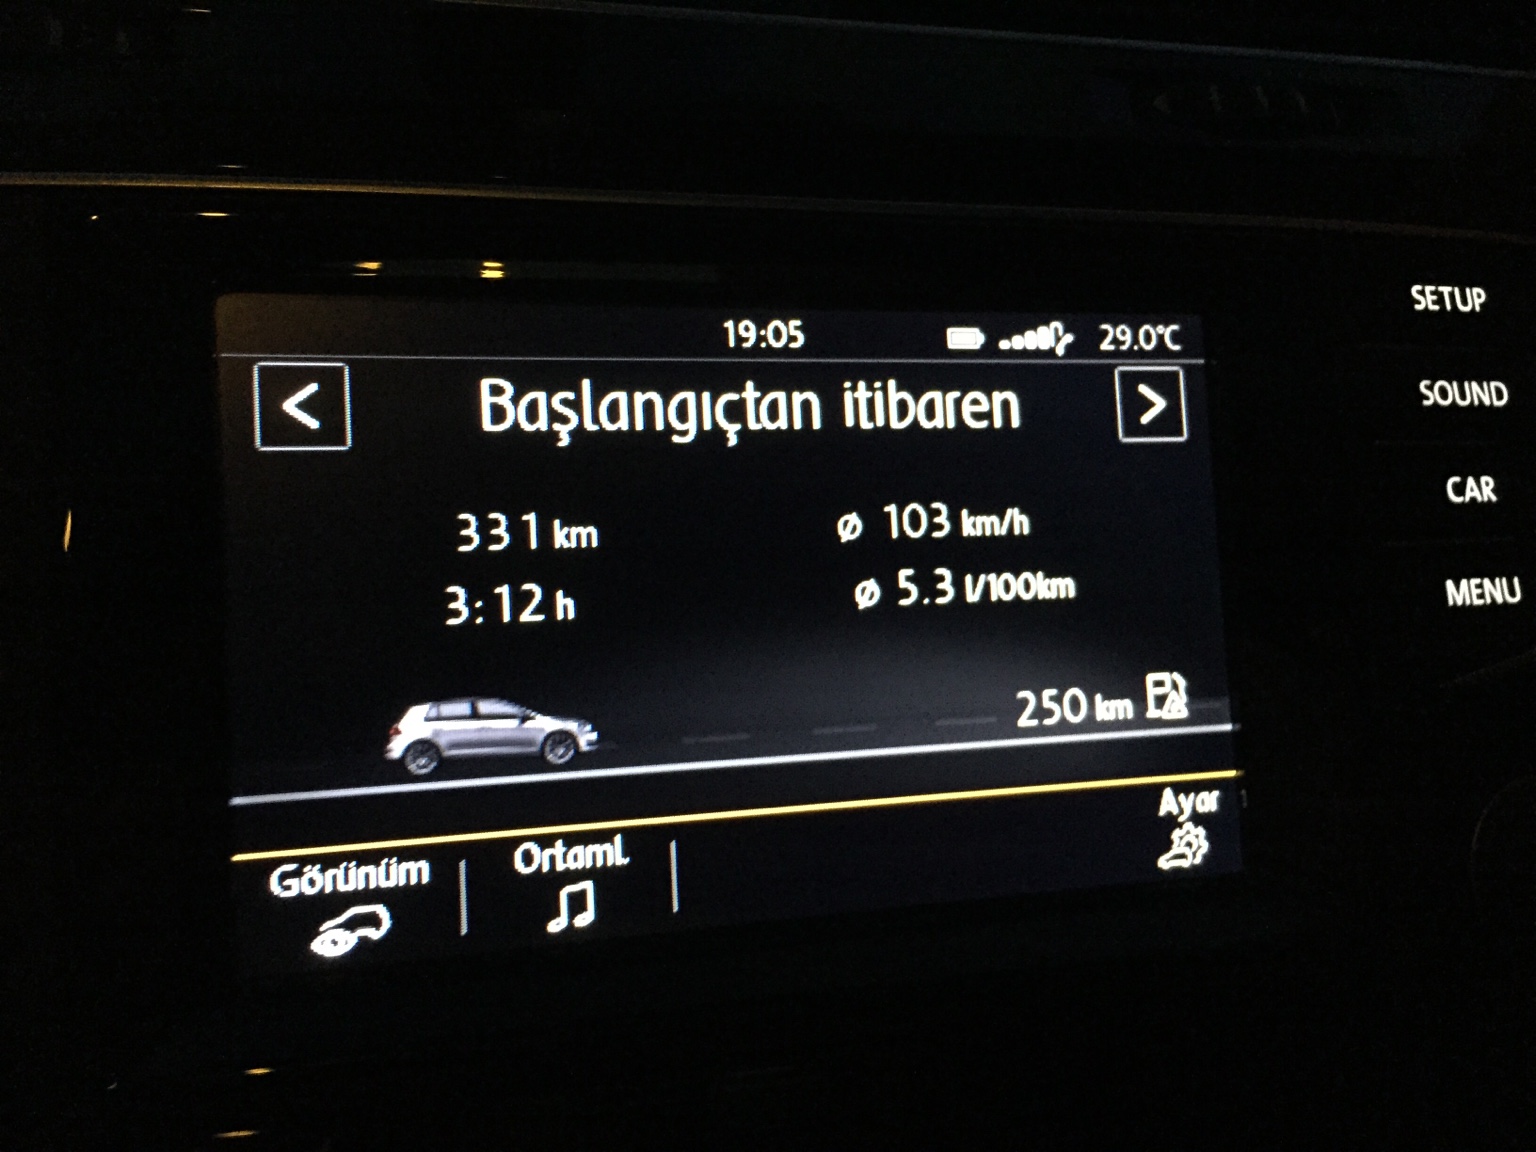 19:05 29.0°C
< Başlangıçtan itibaren >
331 km ø 103 km/h
3:12 h ø 5.3 l/100km
250 km
Görünüm Ortaml. Ayar
SETUP
SOUND
CAR
MENU